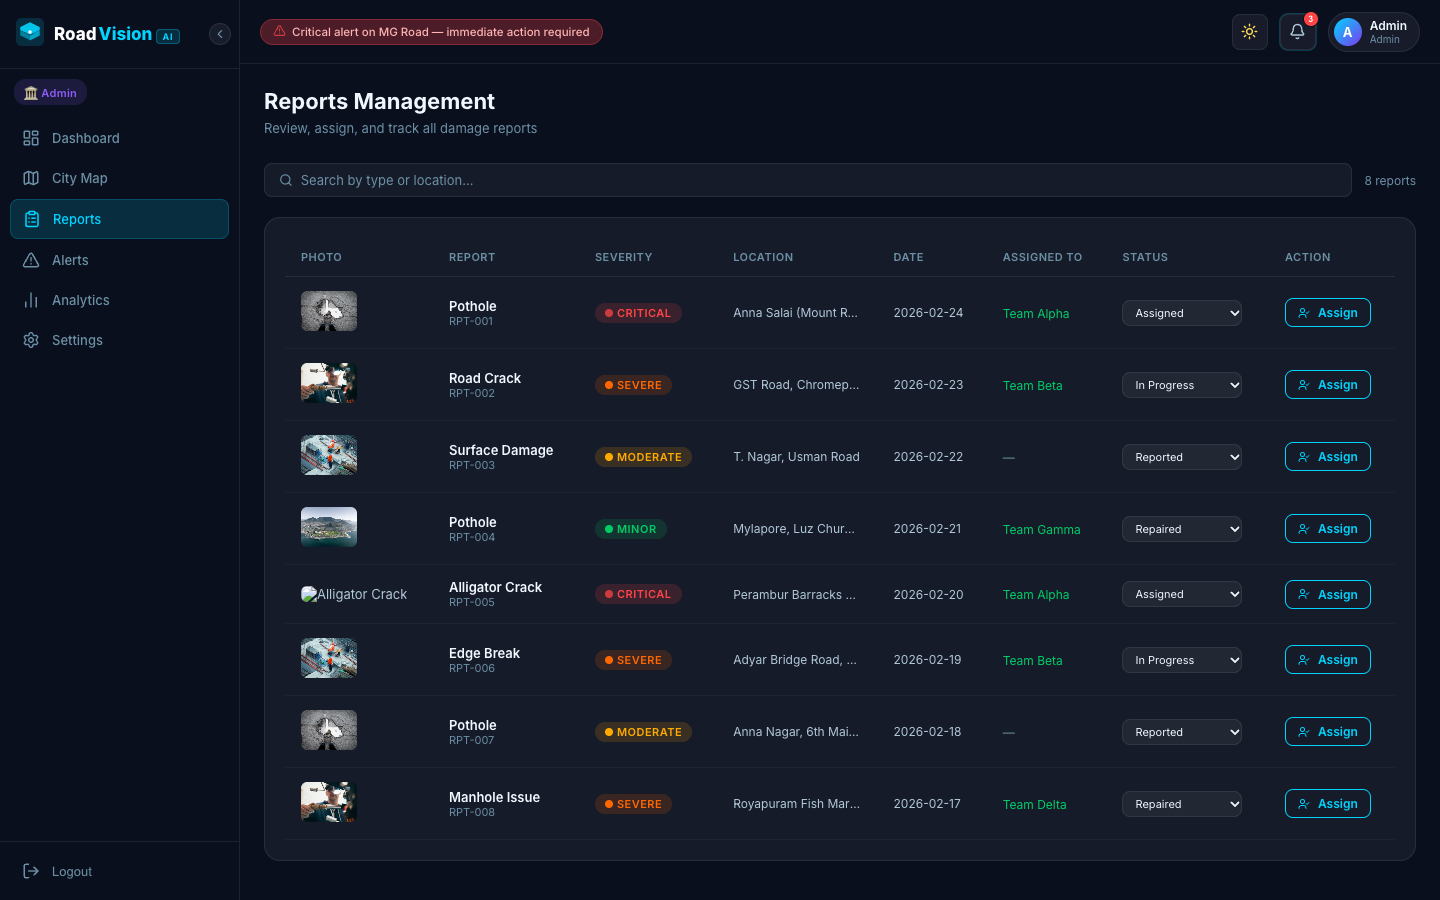 RoadVision AI
Critical alert on MG Road — immediate action required
3
A
Admin
Admin
Admin
Dashboard
City Map
Reports
Alerts
Analytics
Settings
Logout
Reports Management
Review, assign, and track all damage reports
Search by type or location...
8 reports
PHOTO REPORT SEVERITY LOCATION DATE ASSIGNED TO STATUS ACTION
Pothole
RPT-001
CRITICAL Anna Salai (Mount R... 2026-02-24 Team Alpha Assigned Assign
Road Crack
RPT-002
SEVERE GST Road, Chromep... 2026-02-23 Team Beta In Progress Assign
Surface Damage
RPT-003
MODERATE T. Nagar, Usman Road 2026-02-22 — Reported Assign
Pothole
RPT-004
MINOR Mylapore, Luz Chur... 2026-02-21 Team Gamma Repaired Assign
Alligator Crack
Alligator Crack
RPT-005
CRITICAL Perambur Barracks ... 2026-02-20 Team Alpha Assigned Assign
Edge Break
RPT-006
SEVERE Adyar Bridge Road, ... 2026-02-19 Team Beta In Progress Assign
Pothole
RPT-007
MODERATE Anna Nagar, 6th Mai... 2026-02-18 — Reported Assign
Manhole Issue
RPT-008
SEVERE Royapuram Fish Mar... 2026-02-17 Team Delta Repaired Assign